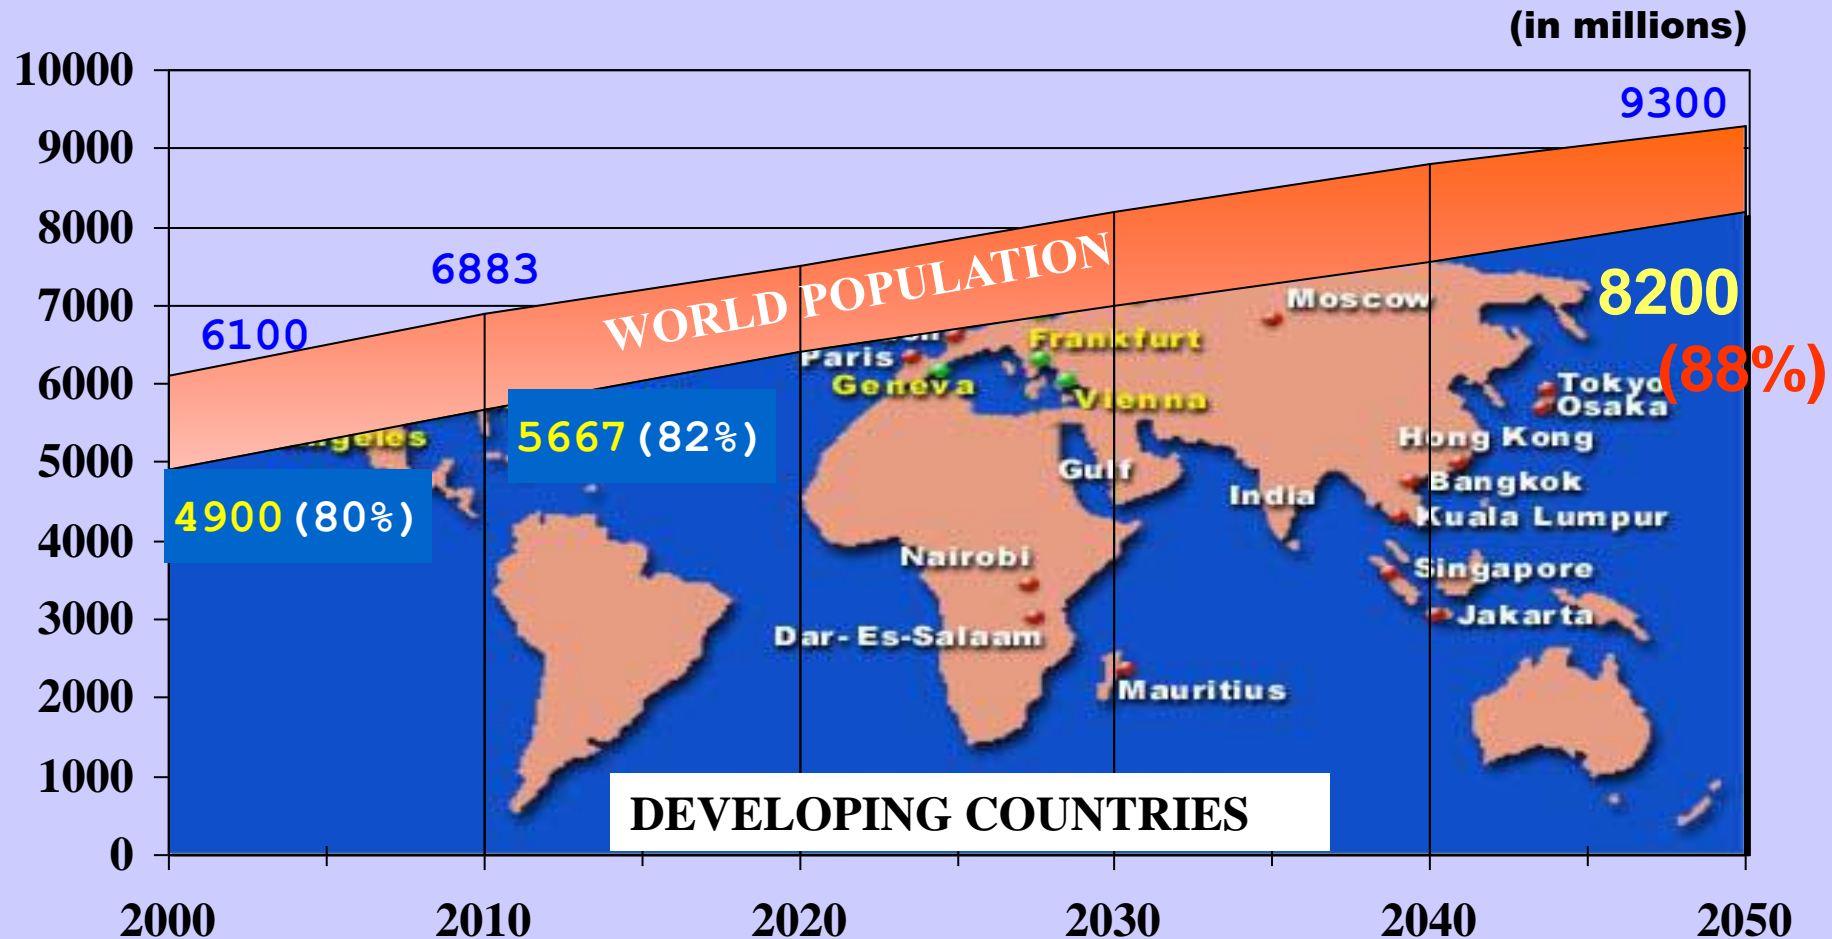 (in millions)
10000
9000
8000
7000
6000
5000
4000
3000
2000
1000
0
9300
6883
6100
WORLD POPULATION
8200
(88%)
5667 (82%)
4900 (80%)
Moscow
Frankfurt
Paris
Geneva
Vienna
Tokyo
Osaka
Hong Kong
Gulf
Bangkok
India
Kuala Lumpur
Nairobi
Singapore
Jakarta
Dar-Es-Salaam
Mauritius
DEVELOPING COUNTRIES
2000 2010 2020 2030 2040 2050